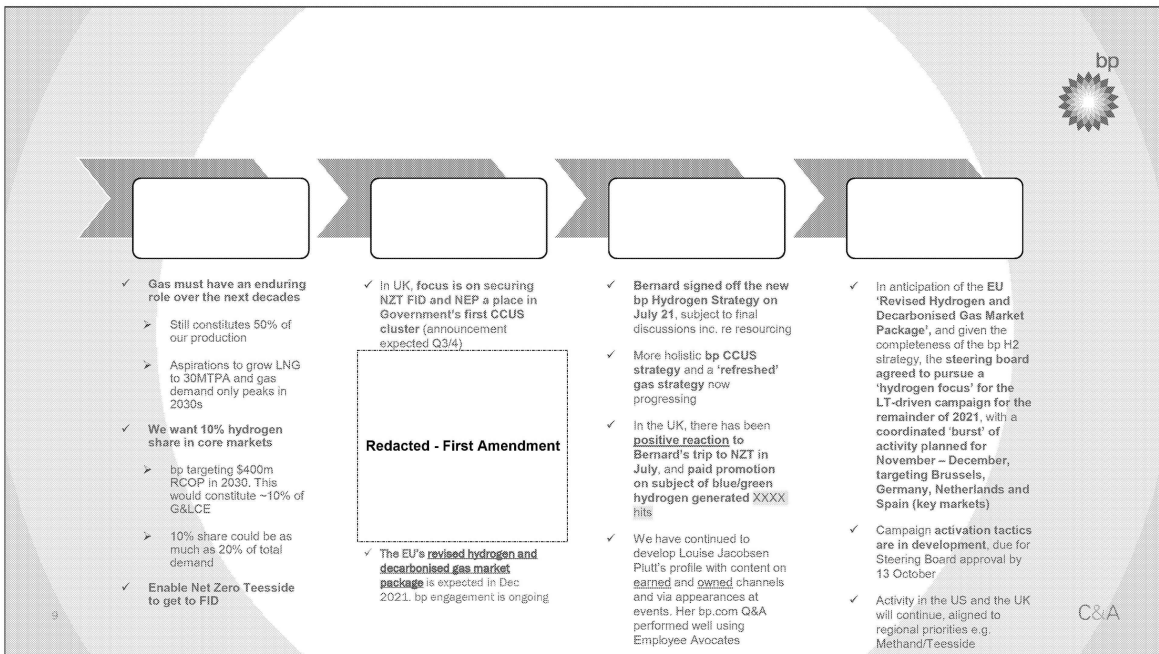 bp
✓ Gas must have an enduring
role over the next decades
➢ Still constitutes 50% of
our production
➢ Aspirations to grow LNG
to 30MTPA and gas
demand only peaks in
2030s
✓ We want 10% hydrogen
share in core markets
➢ bp targeting $400m
RCOP in 2030. This
would constitute ~10% of
G&LCE
➢ 10% share could be as
much as 20% of total
demand
✓ Enable Net Zero Teesside
to get to FID
✓ In UK, focus is on securing
NZT FID and NEP a place in
Government's first CCUS
cluster (announcement
expected Q3/4)
Redacted - First Amendment
✓ The EU's revised hydrogen and
decarbonised gas market
package is expected in Dec
2021. bp engagement is ongoing
✓ Bernard signed off the new
bp Hydrogen Strategy on
July 21, subject to final
discussions inc. re resourcing
✓ More holistic bp CCUS
strategy and a 'refreshed'
gas strategy now
progressing
✓ In the UK, there has been
positive reaction to
Bernard's trip to NZT in
July, and paid promotion
on subject of blue/green
hydrogen generated XXXX
hits
✓ We have continued to
develop Louise Jacobsen
Plutt's profile with content on
earned and owned channels
and via appearances at
events. Her bp.com Q&A
performed well using
Employee Avocates
✓ In anticipation of the EU
'Revised Hydrogen and
Decarbonised Gas Market
Package', and given the
completeness of the bp H2
strategy, the steering board
agreed to pursue a
'hydrogen focus' for the
LT-driven campaign for the
remainder of 2021, with a
coordinated 'burst' of
activity planned for
November – December,
targeting Brussels,
Germany, Netherlands and
Spain (key markets)
✓ Campaign activation tactics
are in development, due for
Steering Board approval by
13 October
✓ Activity in the US and the UK
will continue, aligned to
regional priorities e.g.
Methand/Teesside
9
C&A